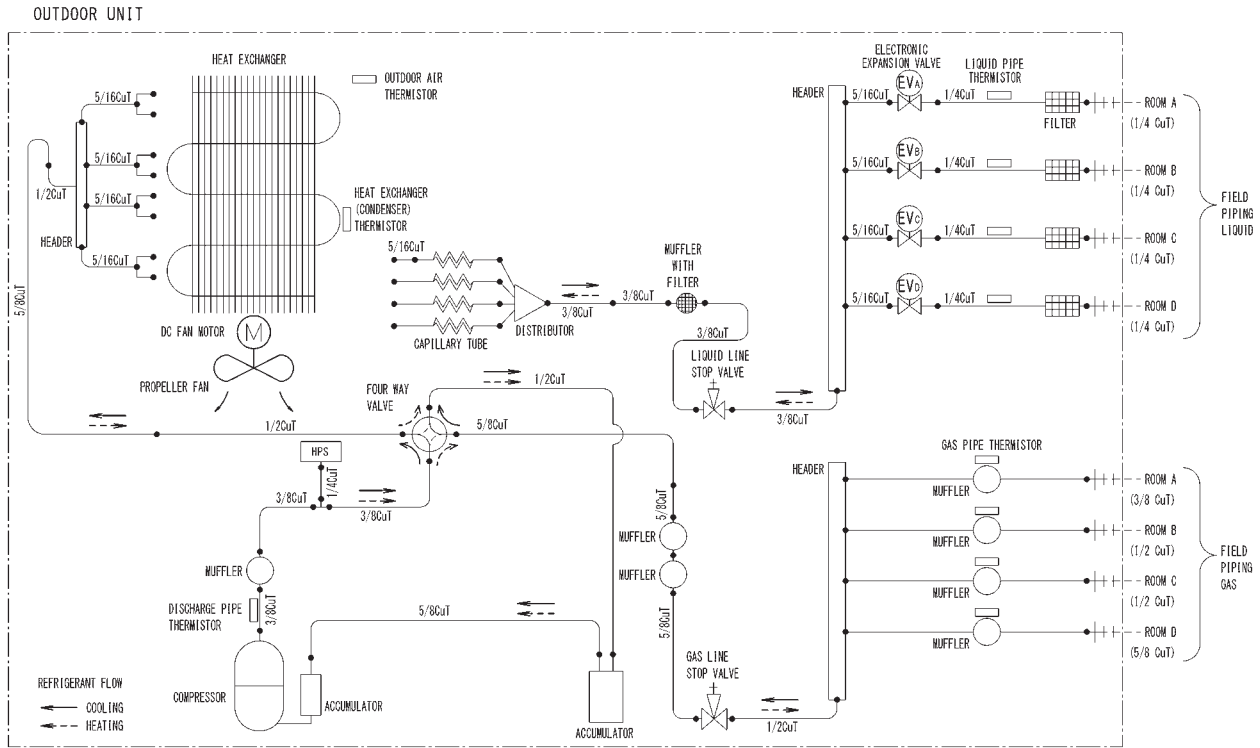 OUTDOOR UNIT
HEAT EXCHANGER
OUTDOOR AIR
THERMISTOR
5/16CuT
5/16CuT
5/16CuT
5/16CuT
1/2CuT
HEADER
5/8CuT
HEAT EXCHANGER
(CONDENSER)
THERMISTOR
DC FAN MOTOR
M
PROPELLER FAN
5/16CuT
CAPILLARY TUBE
DISTRIBUTOR
3/8CuT
3/8CuT
MUFFLER
WITH
FILTER
3/8CuT
LIQUID LINE
STOP VALVE
3/8CuT
HEADER
ELECTRONIC
EXPANSION VALVE
LIQUID PIPE
THERMISTOR
5/16CuT
EVA
1/4CuT
FILTER
ROOM A
(1/4 CuT)
5/16CuT
EVB
1/4CuT
ROOM B
(1/4 CuT)
5/16CuT
EVC
1/4CuT
ROOM C
(1/4 CuT)
5/16CuT
EVD
1/4CuT
ROOM D
(1/4 CuT)
FIELD
PIPING
LIQUID
FOUR WAY
VALVE
1/2CuT
1/2CuT
5/8CuT
HPS
1/4CuT
3/8CuT
3/8CuT
MUFFLER
DISCHARGE PIPE
THERMISTOR
3/8CuT
COMPRESSOR
ACCUMULATOR
5/8CuT
ACCUMULATOR
5/8CuT
MUFFLER
MUFFLER
5/8CuT
GAS LINE
STOP VALVE
1/2CuT
HEADER
GAS PIPE THERMISTOR
MUFFLER
ROOM A
(3/8 CuT)
MUFFLER
ROOM B
(1/2 CuT)
MUFFLER
ROOM C
(1/2 CuT)
MUFFLER
ROOM D
(5/8 CuT)
FIELD
PIPING
GAS
REFRIGERANT FLOW
COOLING
HEATING